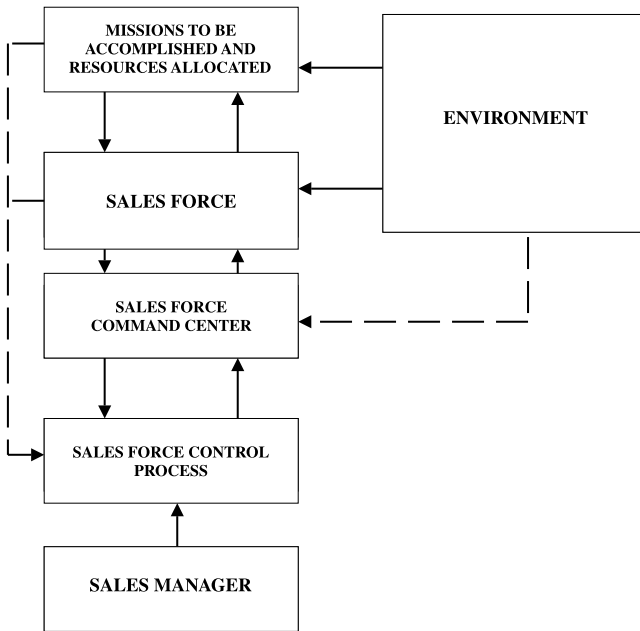 MISSIONS TO BE
ACCOMPLISHED AND
RESOURCES ALLOCATED
ENVIRONMENT
SALES FORCE
SALES FORCE
COMMAND CENTER
SALES FORCE CONTROL
PROCESS
SALES MANAGER